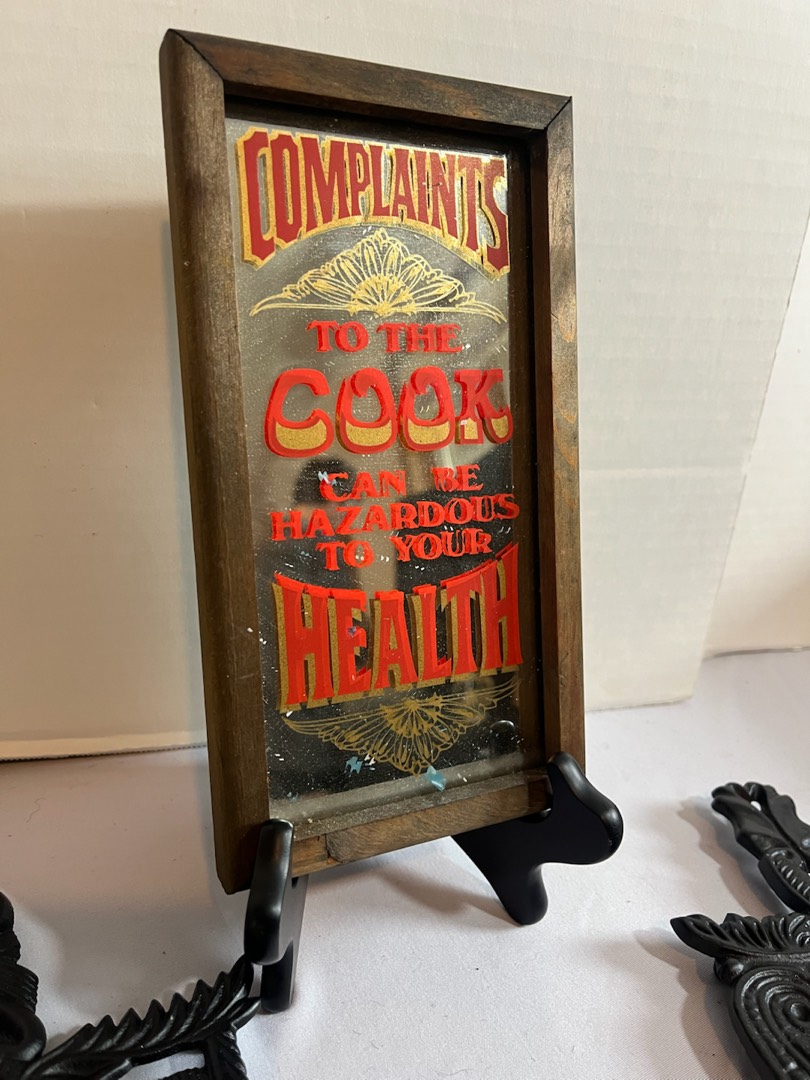 COMPLAINTS
TO THE
COOK
CAN BE
HAZARDOUS
TO YOUR
HEALTH